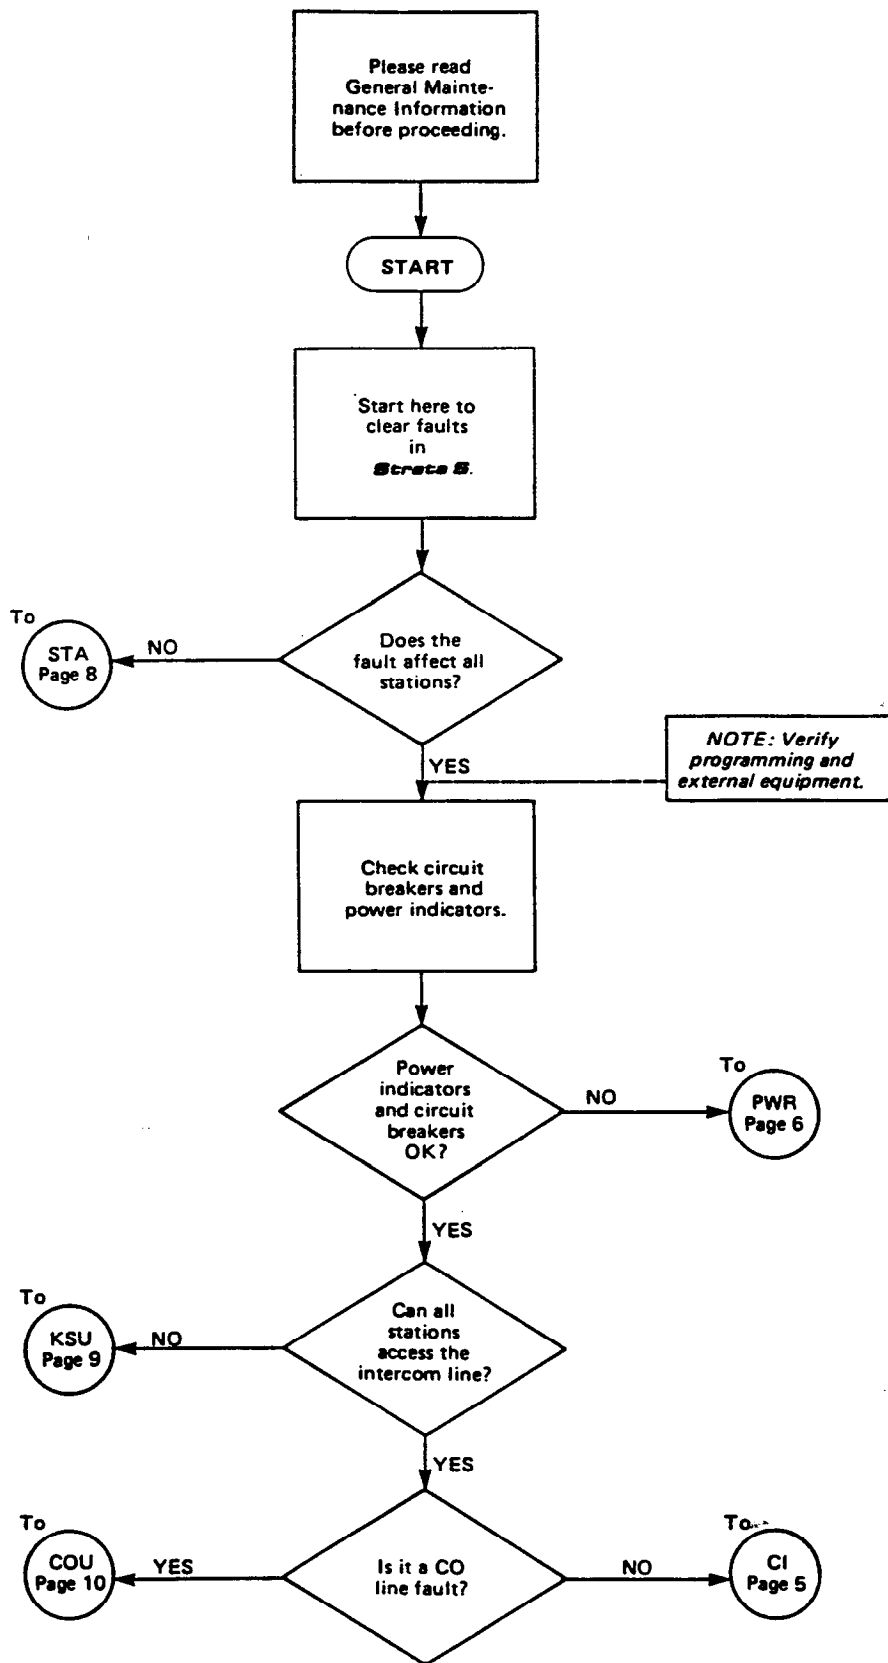 Please read
General Mainte-
nance Information
before proceeding.
START
Start here to
clear faults
in
Strata S.
To
STA
Page 8
NO
Does the
fault affect all
stations?
YES
NOTE: Verify
programming and
external equipment.
Check circuit
breakers and
power indicators.
Power
indicators
and circuit
breakers
OK?
NO
To
PWR
Page 6
YES
To
KSU
Page 9
NO
Can all
stations
access the
intercom line?
YES
To
COU
Page 10
YES
Is it a CO
line fault?
NO
To
CI
Page 5